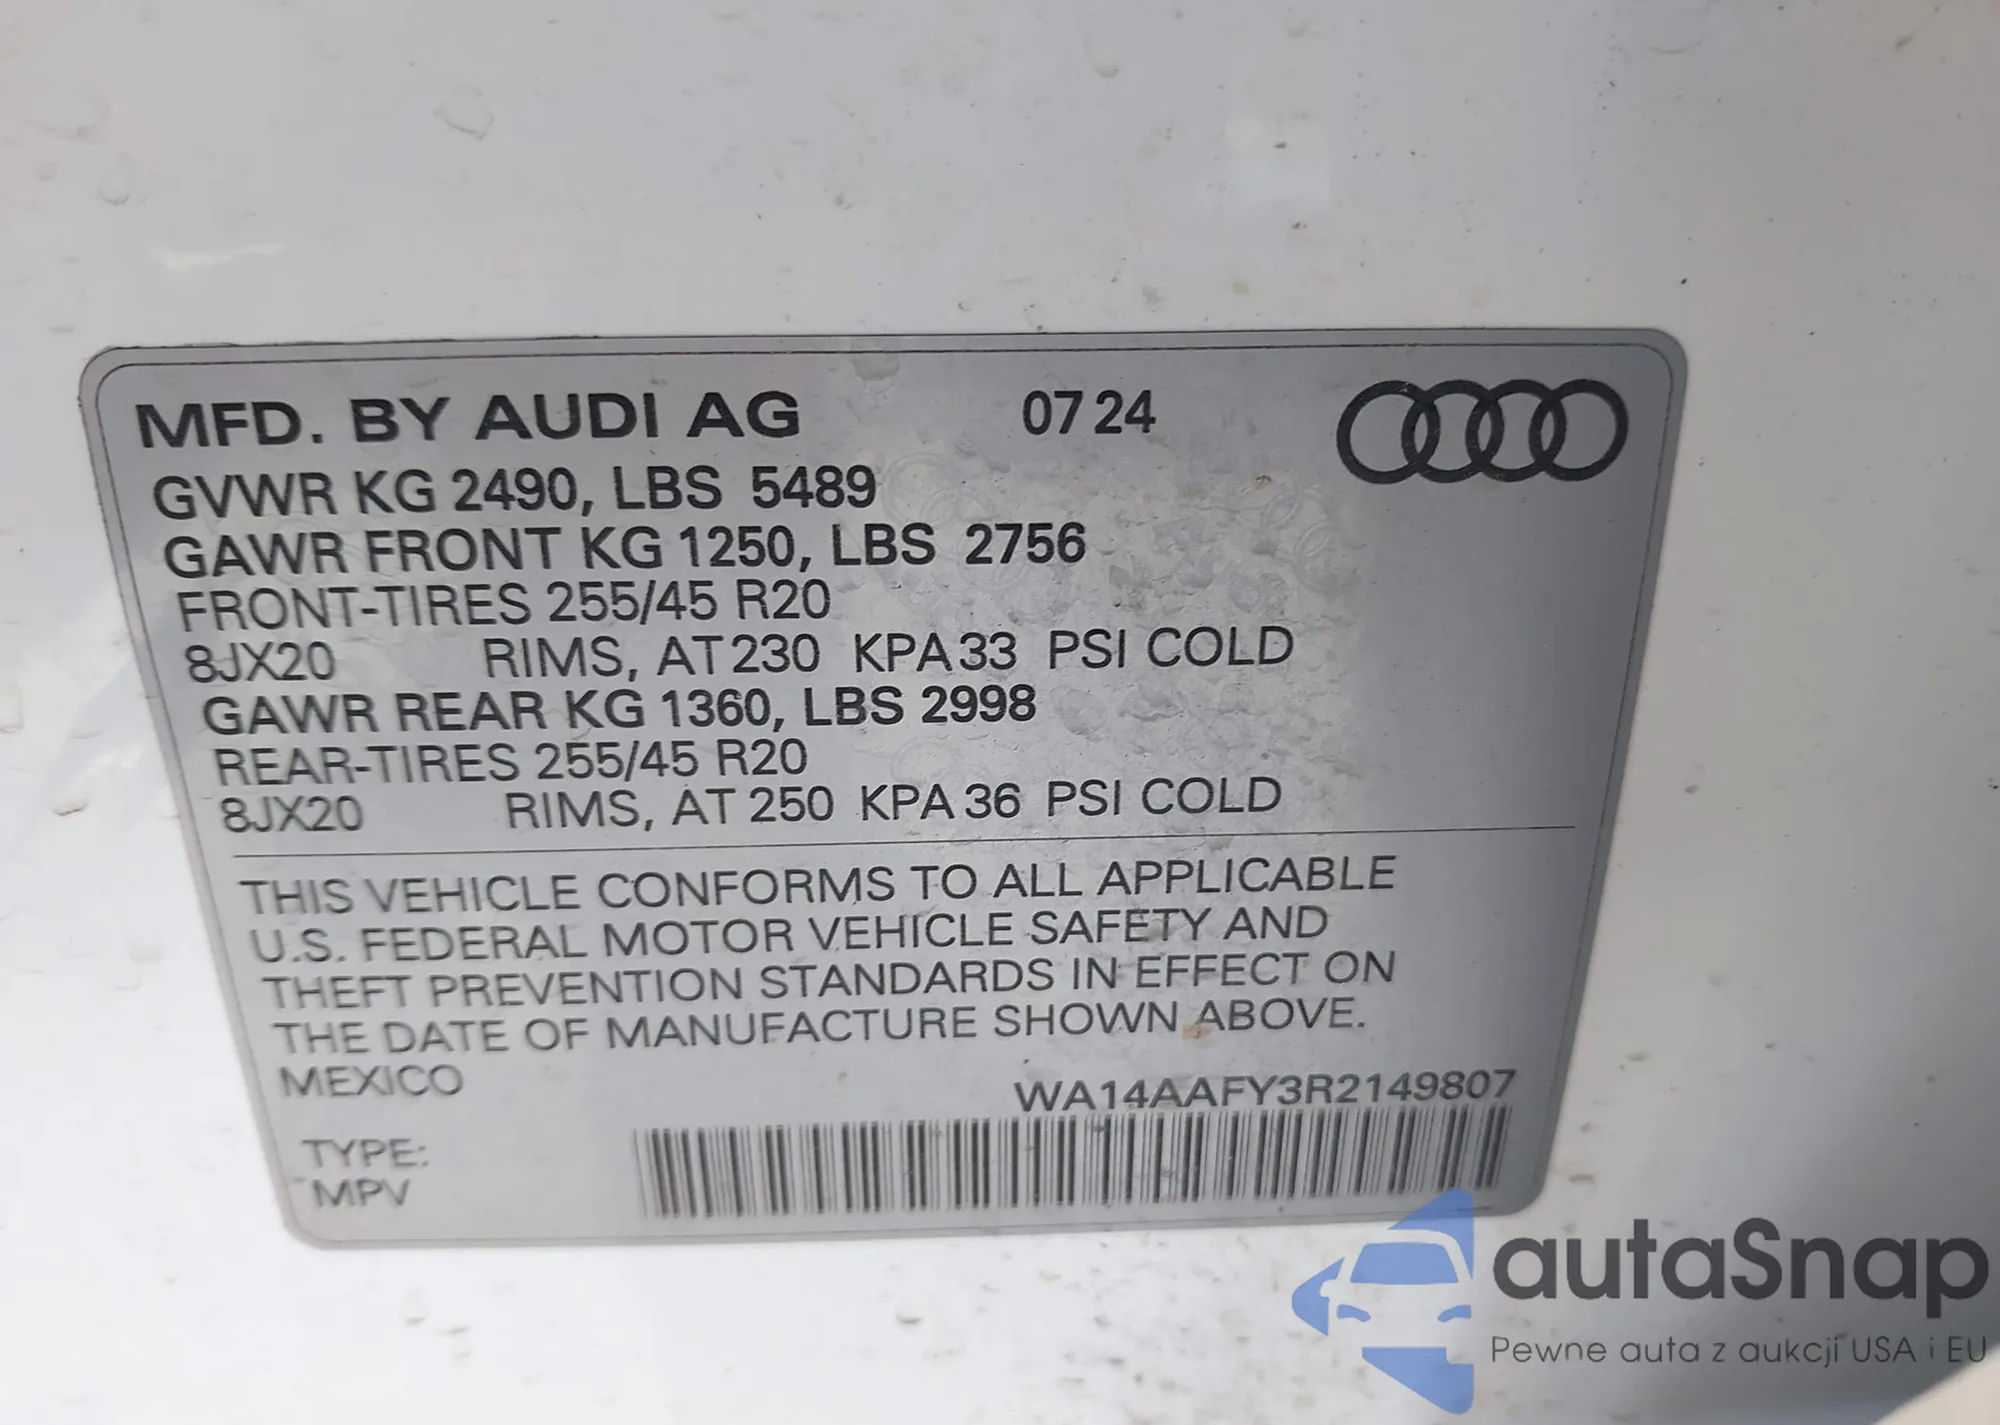 MFD. BY AUDI AG 07 24
GVWR KG 2490, LBS 5489
GAWR FRONT KG 1250, LBS 2756
FRONT-TIRES 255/45 R20
8JX20 RIMS, AT 230 KPA 33 PSI COLD
GAWR REAR KG 1360, LBS 2998
REAR-TIRES 255/45 R20
8JX20 RIMS, AT 250 KPA 36 PSI COLD
THIS VEHICLE CONFORMS TO ALL APPLICABLE
U.S. FEDERAL MOTOR VEHICLE SAFETY AND
THEFT PREVENTION STANDARDS IN EFFECT ON
THE DATE OF MANUFACTURE SHOWN ABOVE.
MEXICO
WA14AAFY3R2149807
TYPE:
MPV
autaSnap
Pewne auta z aukcji USA i EU